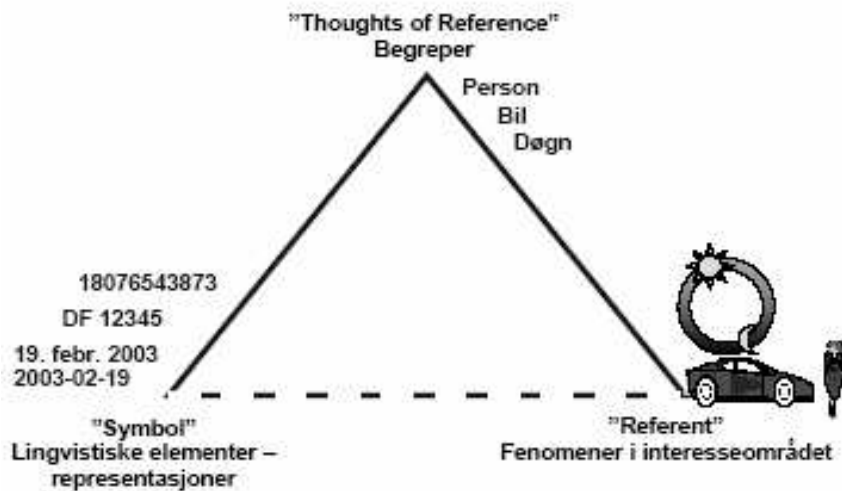 ”Thoughts of Reference”
Begreper
Person
Bil
Døgn
18076543873
DF 12345
19. febr. 2003
2003-02-19
”Symbol”
Lingvistiske elementer –
representasjoner
”Referent”
Fenomener i interesseområdet